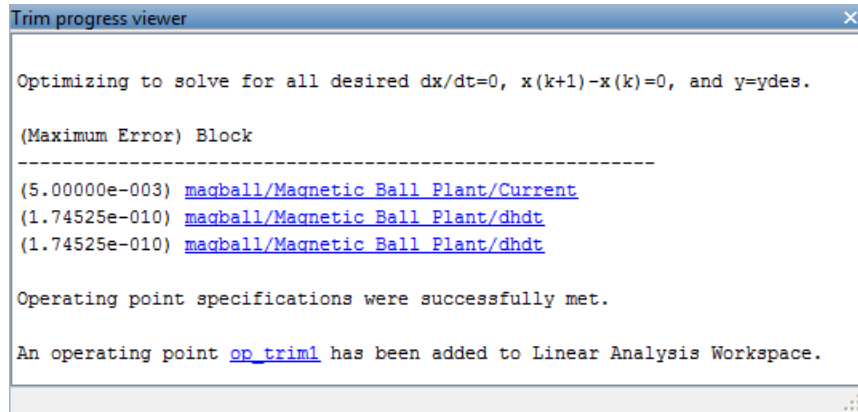 Trim progress viewer
Optimizing to solve for all desired dx/dt=0, x(k+1)-x(k)=0, and y=ydes.
(Maximum Error) Block
--------------------------------------------------------
(5.00000e-003) magball/Magnetic Ball Plant/Current
(1.74525e-010) magball/Magnetic Ball Plant/dhdt
(1.74525e-010) magball/Magnetic Ball Plant/dhdt
Operating point specifications were successfully met.
An operating point op_trim1 has been added to Linear Analysis Workspace.